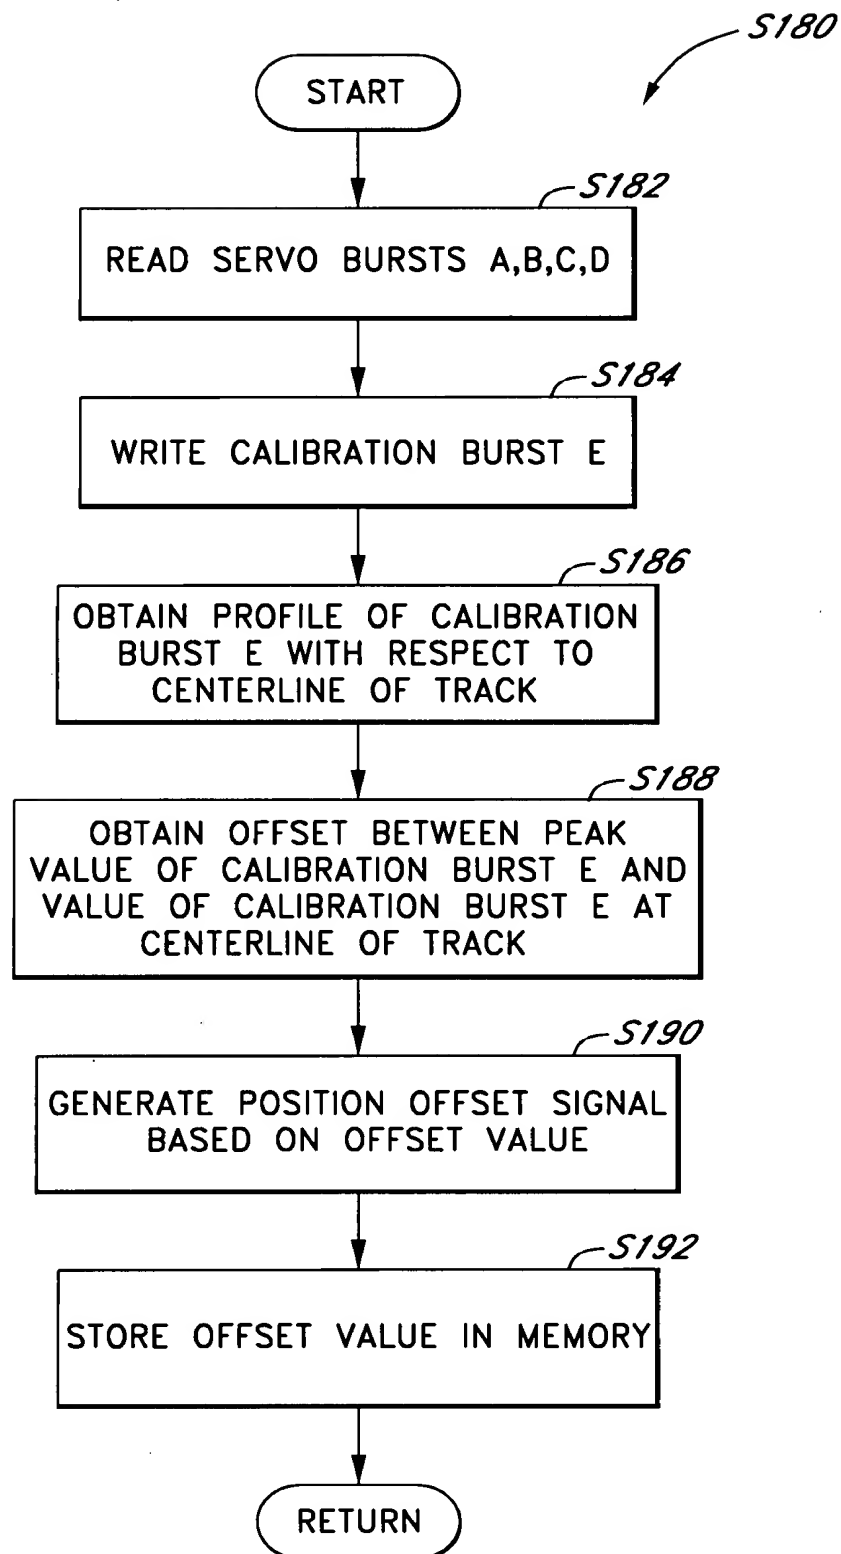 S180
START
S182
READ SERVO BURSTS A,B,C,D
S184
WRITE CALIBRATION BURST E
S186
OBTAIN PROFILE OF CALIBRATION
BURST E WITH RESPECT TO
CENTERLINE OF TRACK
S188
OBTAIN OFFSET BETWEEN PEAK
VALUE OF CALIBRATION BURST E AND
VALUE OF CALIBRATION BURST E AT
CENTERLINE OF TRACK
S190
GENERATE POSITION OFFSET SIGNAL
BASED ON OFFSET VALUE
S192
STORE OFFSET VALUE IN MEMORY
RETURN